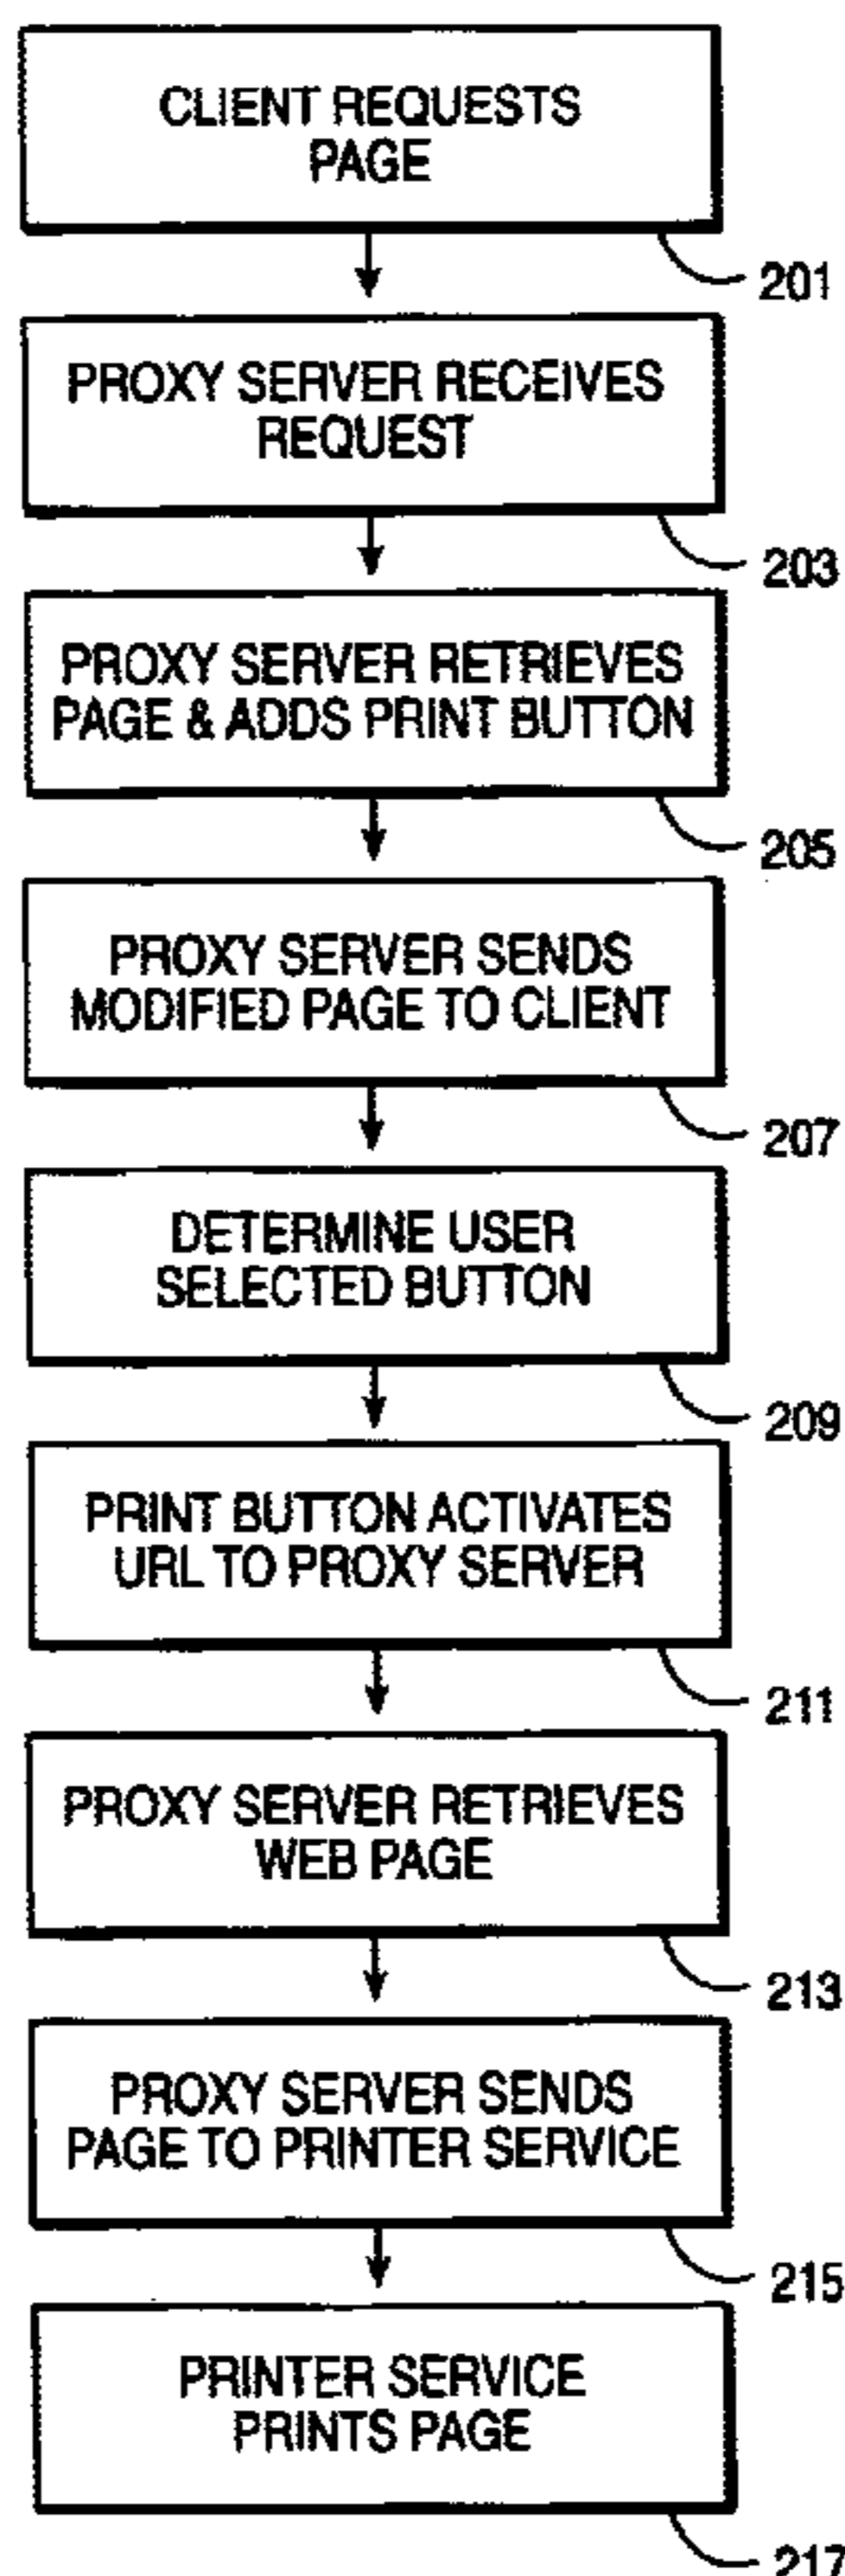 CLIENT REQUESTS
PAGE
201
PROXY SERVER RECEIVES
REQUEST
203
PROXY SERVER RETRIEVES
PAGE & ADDS PRINT BUTTON
205
PROXY SERVER SENDS
MODIFIED PAGE TO CLIENT
207
DETERMINE USER
SELECTED BUTTON
209
PRINT BUTTON ACTIVATES
URL TO PROXY SERVER
211
PROXY SERVER RETRIEVES
WEB PAGE
213
PROXY SERVER SENDS
PAGE TO PRINTER SERVICE
215
PRINTER SERVICE
PRINTS PAGE
217